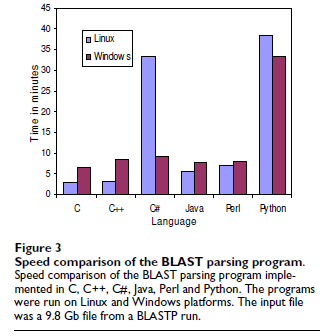 45
40
35
30
25
20
15
10
5
0
Time in minutes
Linux
Windows
C C++ C# Java Perl Python
Language
Figure 3
Speed comparison of the BLAST parsing program.
Speed comparison of the BLAST parsing program imple-
mented in C, C++, C#, Java, Perl and Python. The programs
were run on Linux and Windows platforms. The input file
was a 9.8 Gb file from a BLASTP run.